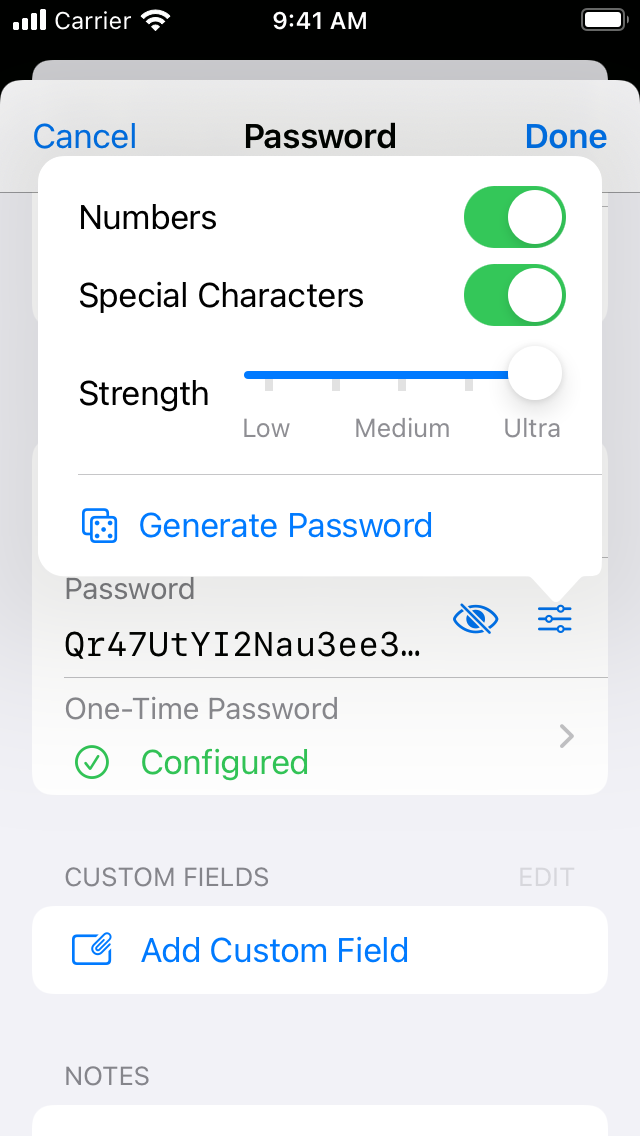 Carrier 9:41 AM
Cancel Password Done
Numbers
Special Characters
Strength
Low Medium Ultra
Generate Password
Password
Qr47UtYI2Nau3ee3…
One-Time Password
Configured
CUSTOM FIELDS EDIT
Add Custom Field
NOTES